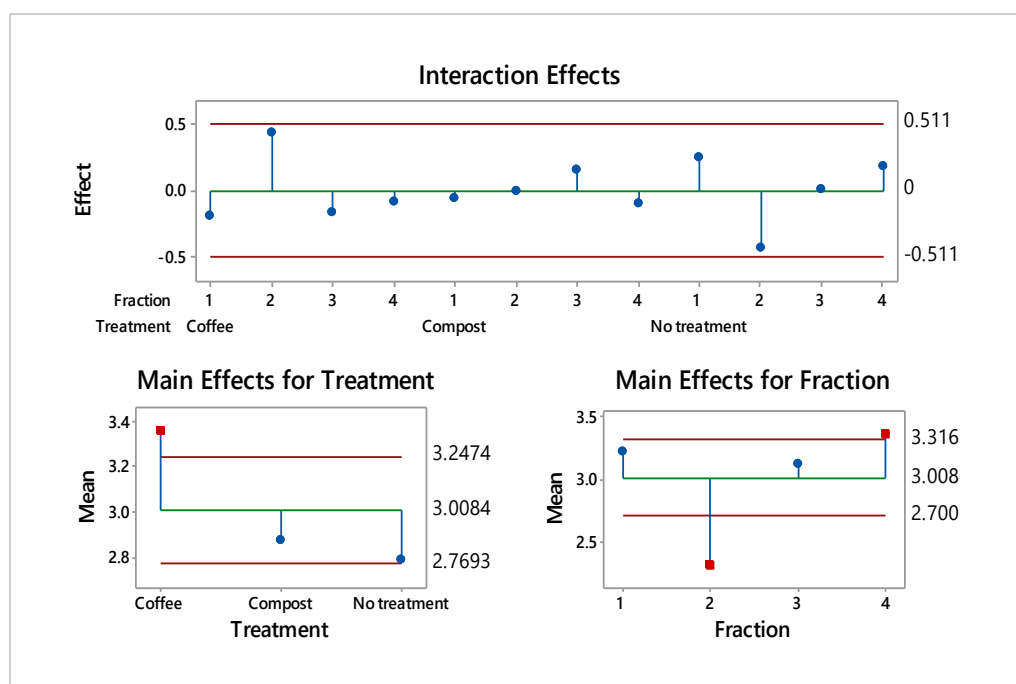 Interaction Effects
0.5
0.0
-0.5
Effect
0.511
0
-0.511
Fraction 1 2 3 4 1 2 3 4 1 2 3 4
Treatment Coffee Compost No treatment
Main Effects for Treatment
3.4
3.2
3.0
2.8
Mean
3.2474
3.0084
2.7693
Coffee Compost No treatment
Treatment
Main Effects for Fraction
3.5
3.0
2.5
Mean
3.316
3.008
2.700
1 2 3 4
Fraction